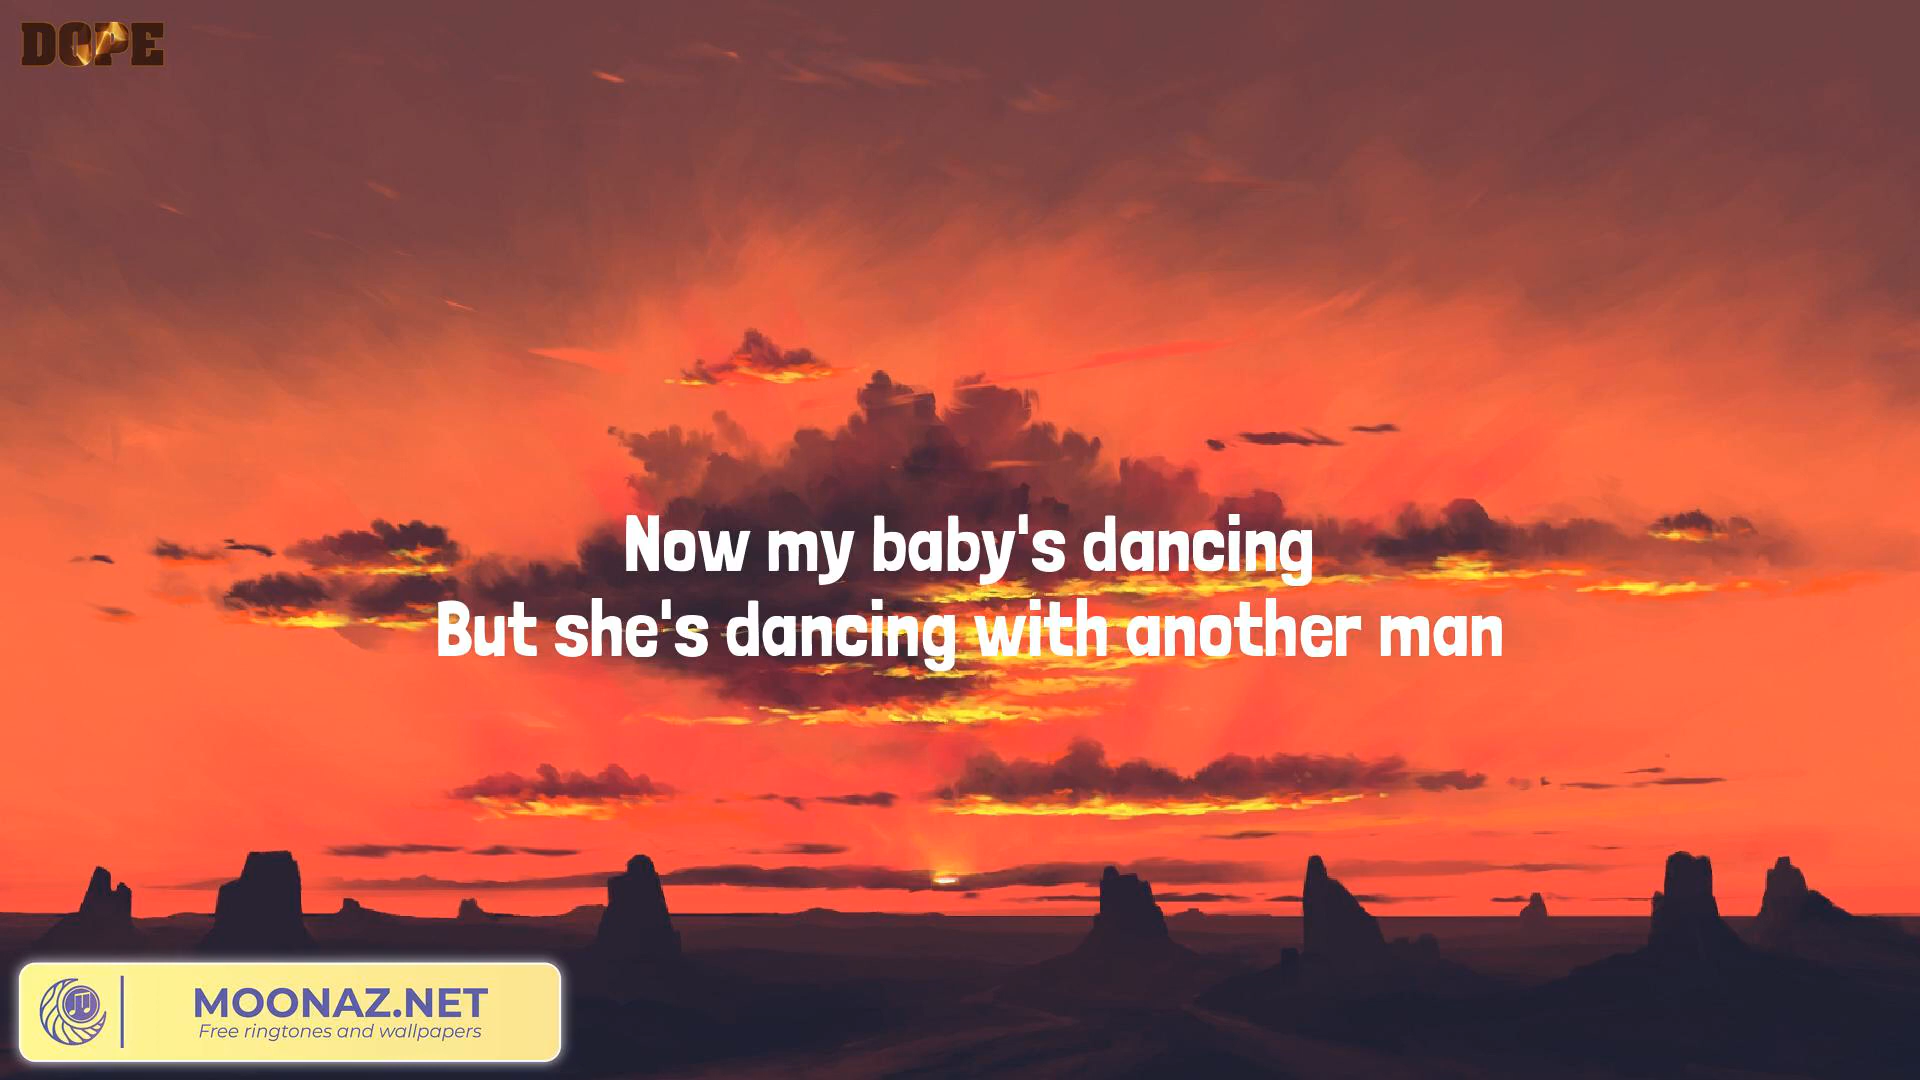 DOPE
Now my baby's dancing
But she's dancing with another man
MOONAZ.NET
Free ringtones and wallpapers